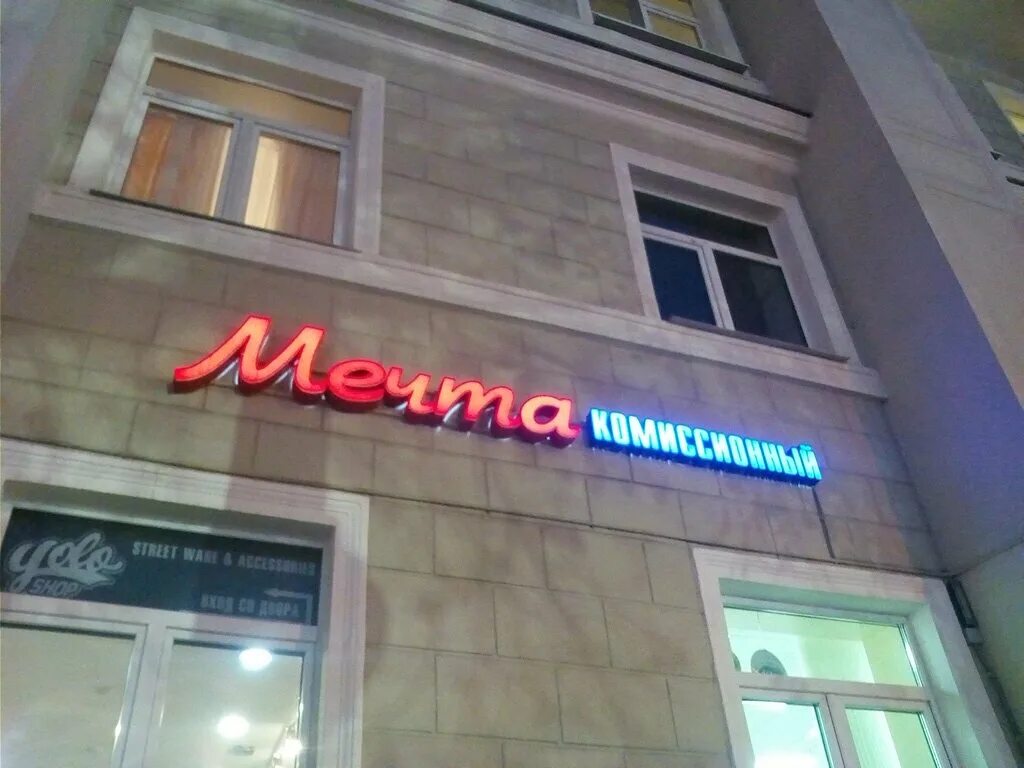 Мечта КОМИССИОННЫЙ
yolo SHOP!
STREET WARE & ACCESSORIES
ВХОД СО ДВОРА